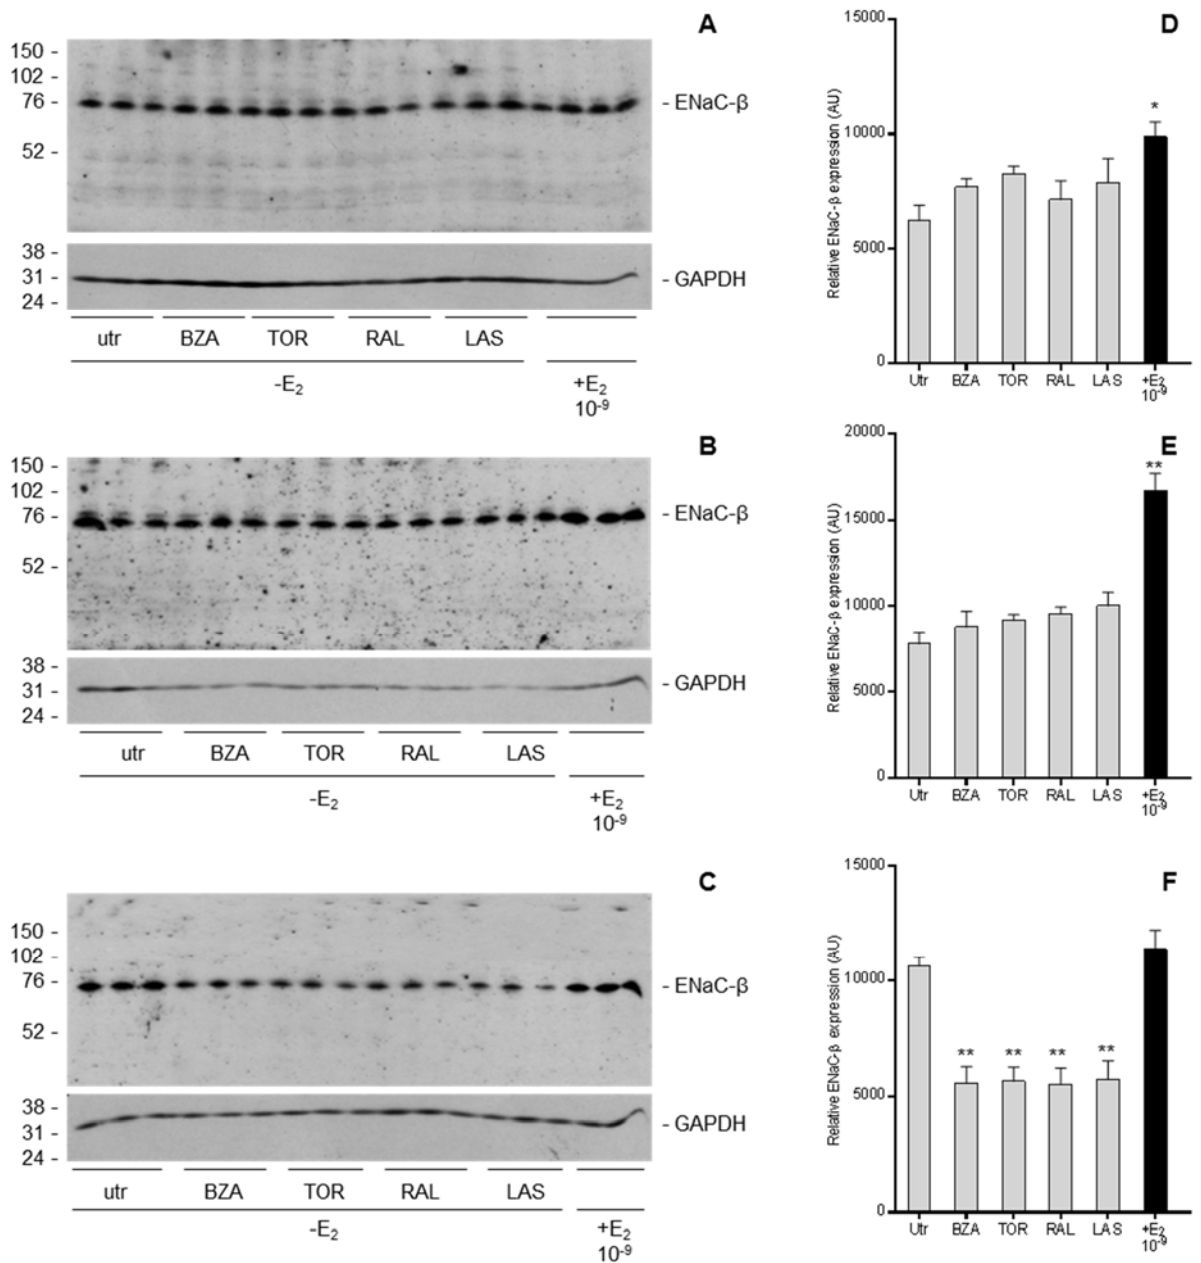 A
150 -
102 -
76 -
52 -
- ENaC-β
38 -
31 -
24 -
- GAPDH
utr BZA TOR RAL LAS
-E₂ +E₂
10⁻⁹
D
15000
10000
5000
0
Relative ENaC-β expression (AU)
*
Utr BZA TOR RAL LAS +E₂
10⁻⁹
B
150 -
102 -
76 -
52 -
- ENaC-β
38 -
31 -
24 -
- GAPDH
utr BZA TOR RAL LAS
-E₂ +E₂
10⁻⁹
E
20000
15000
10000
5000
0
Relative ENaC-β expression (AU)
**
Utr BZA TOR RAL LAS +E₂
10⁻⁹
C
150 -
102 -
76 -
52 -
- ENaC-β
38 -
31 -
24 -
- GAPDH
utr BZA TOR RAL LAS
-E₂ +E₂
10⁻⁹
F
15000
10000
5000
0
Relative ENaC-β expression (AU)
** ** ** **
Utr BZA TOR RAL LAS +E₂
10⁻⁹